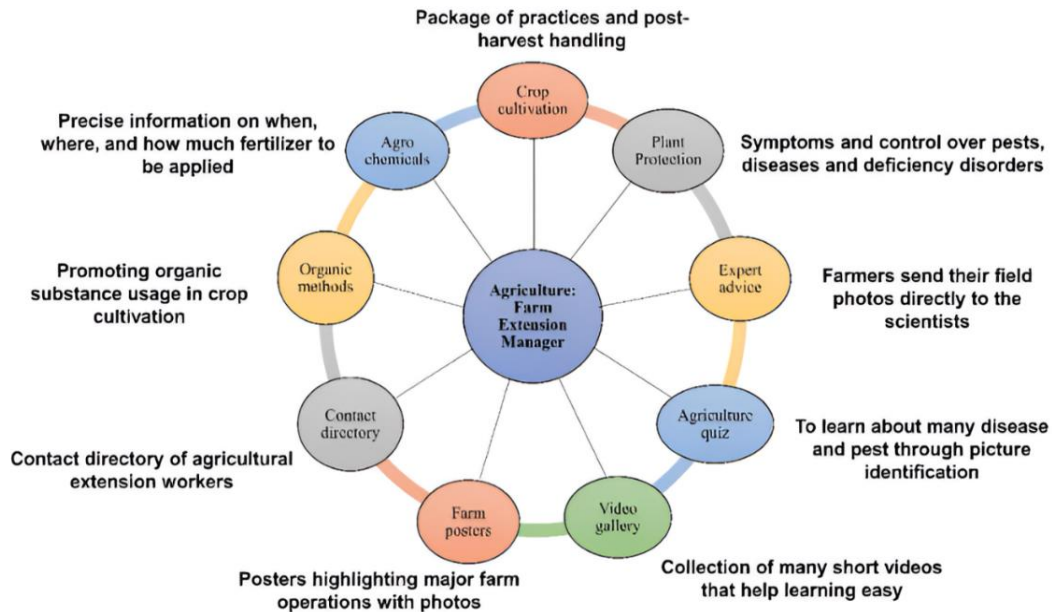 Package of practices and post-
harvest handling
Crop
cultivation
Plant
Protection
Symptoms and control over pests,
diseases and deficiency disorders
Expert
advice
Farmers send their field
photos directly to the
scientists
Agriculture
quiz
To learn about many disease
and pest through picture
identification
Video
gallery
Collection of many short videos
that help learning easy
Farm
posters
Posters highlighting major farm
operations with photos
Contact
directory
Contact directory of agricultural
extension workers
Organic
methods
Promoting organic
substance usage in crop
cultivation
Agro
chemicals
Precise information on when,
where, and how much fertilizer to
be applied
Agriculture:
Farm
Extension
Manager